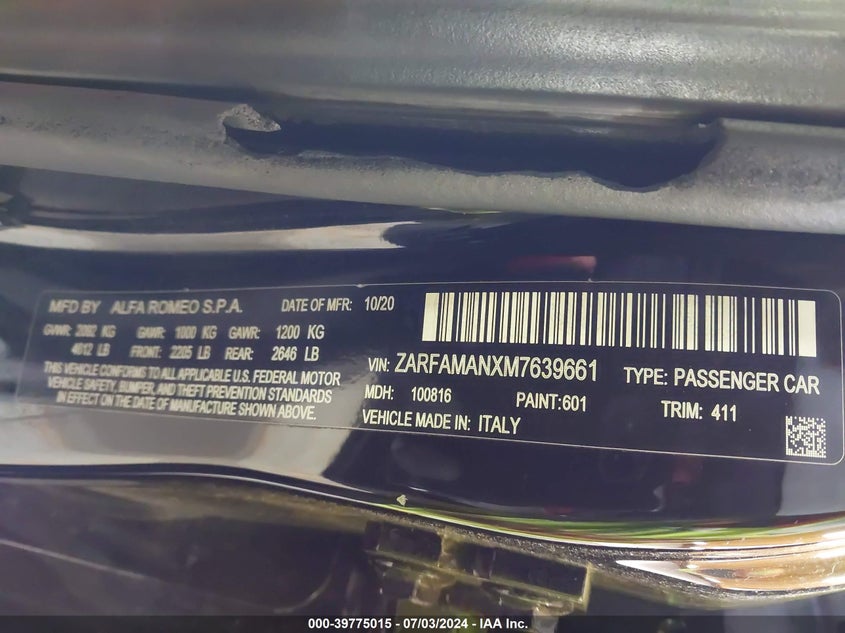 MFD BY ALFA ROMEO S.P.A. DATE OF MFR: 10/20
GVWR: 2092 KG GAWR: 1000 KG GAWR: 1200 KG
4612 LB FRONT: 2205 LB REAR: 2646 LB
THIS VEHICLE CONFORMS TO ALL APPLICABLE U.S. FEDERAL MOTOR
VEHICLE SAFETY, BUMPER, AND THEFT PREVENTION STANDARDS
IN EFFECT ON THE DATE OF MANUFACTURE SHOWN ABOVE.
VIN: ZARFAMANXM7639661 TYPE: PASSENGER CAR
MDH: 100816 PAINT:601 TRIM: 411
VEHICLE MADE IN: ITALY
000-39775015 - 07/03/2024 - IAA Inc.